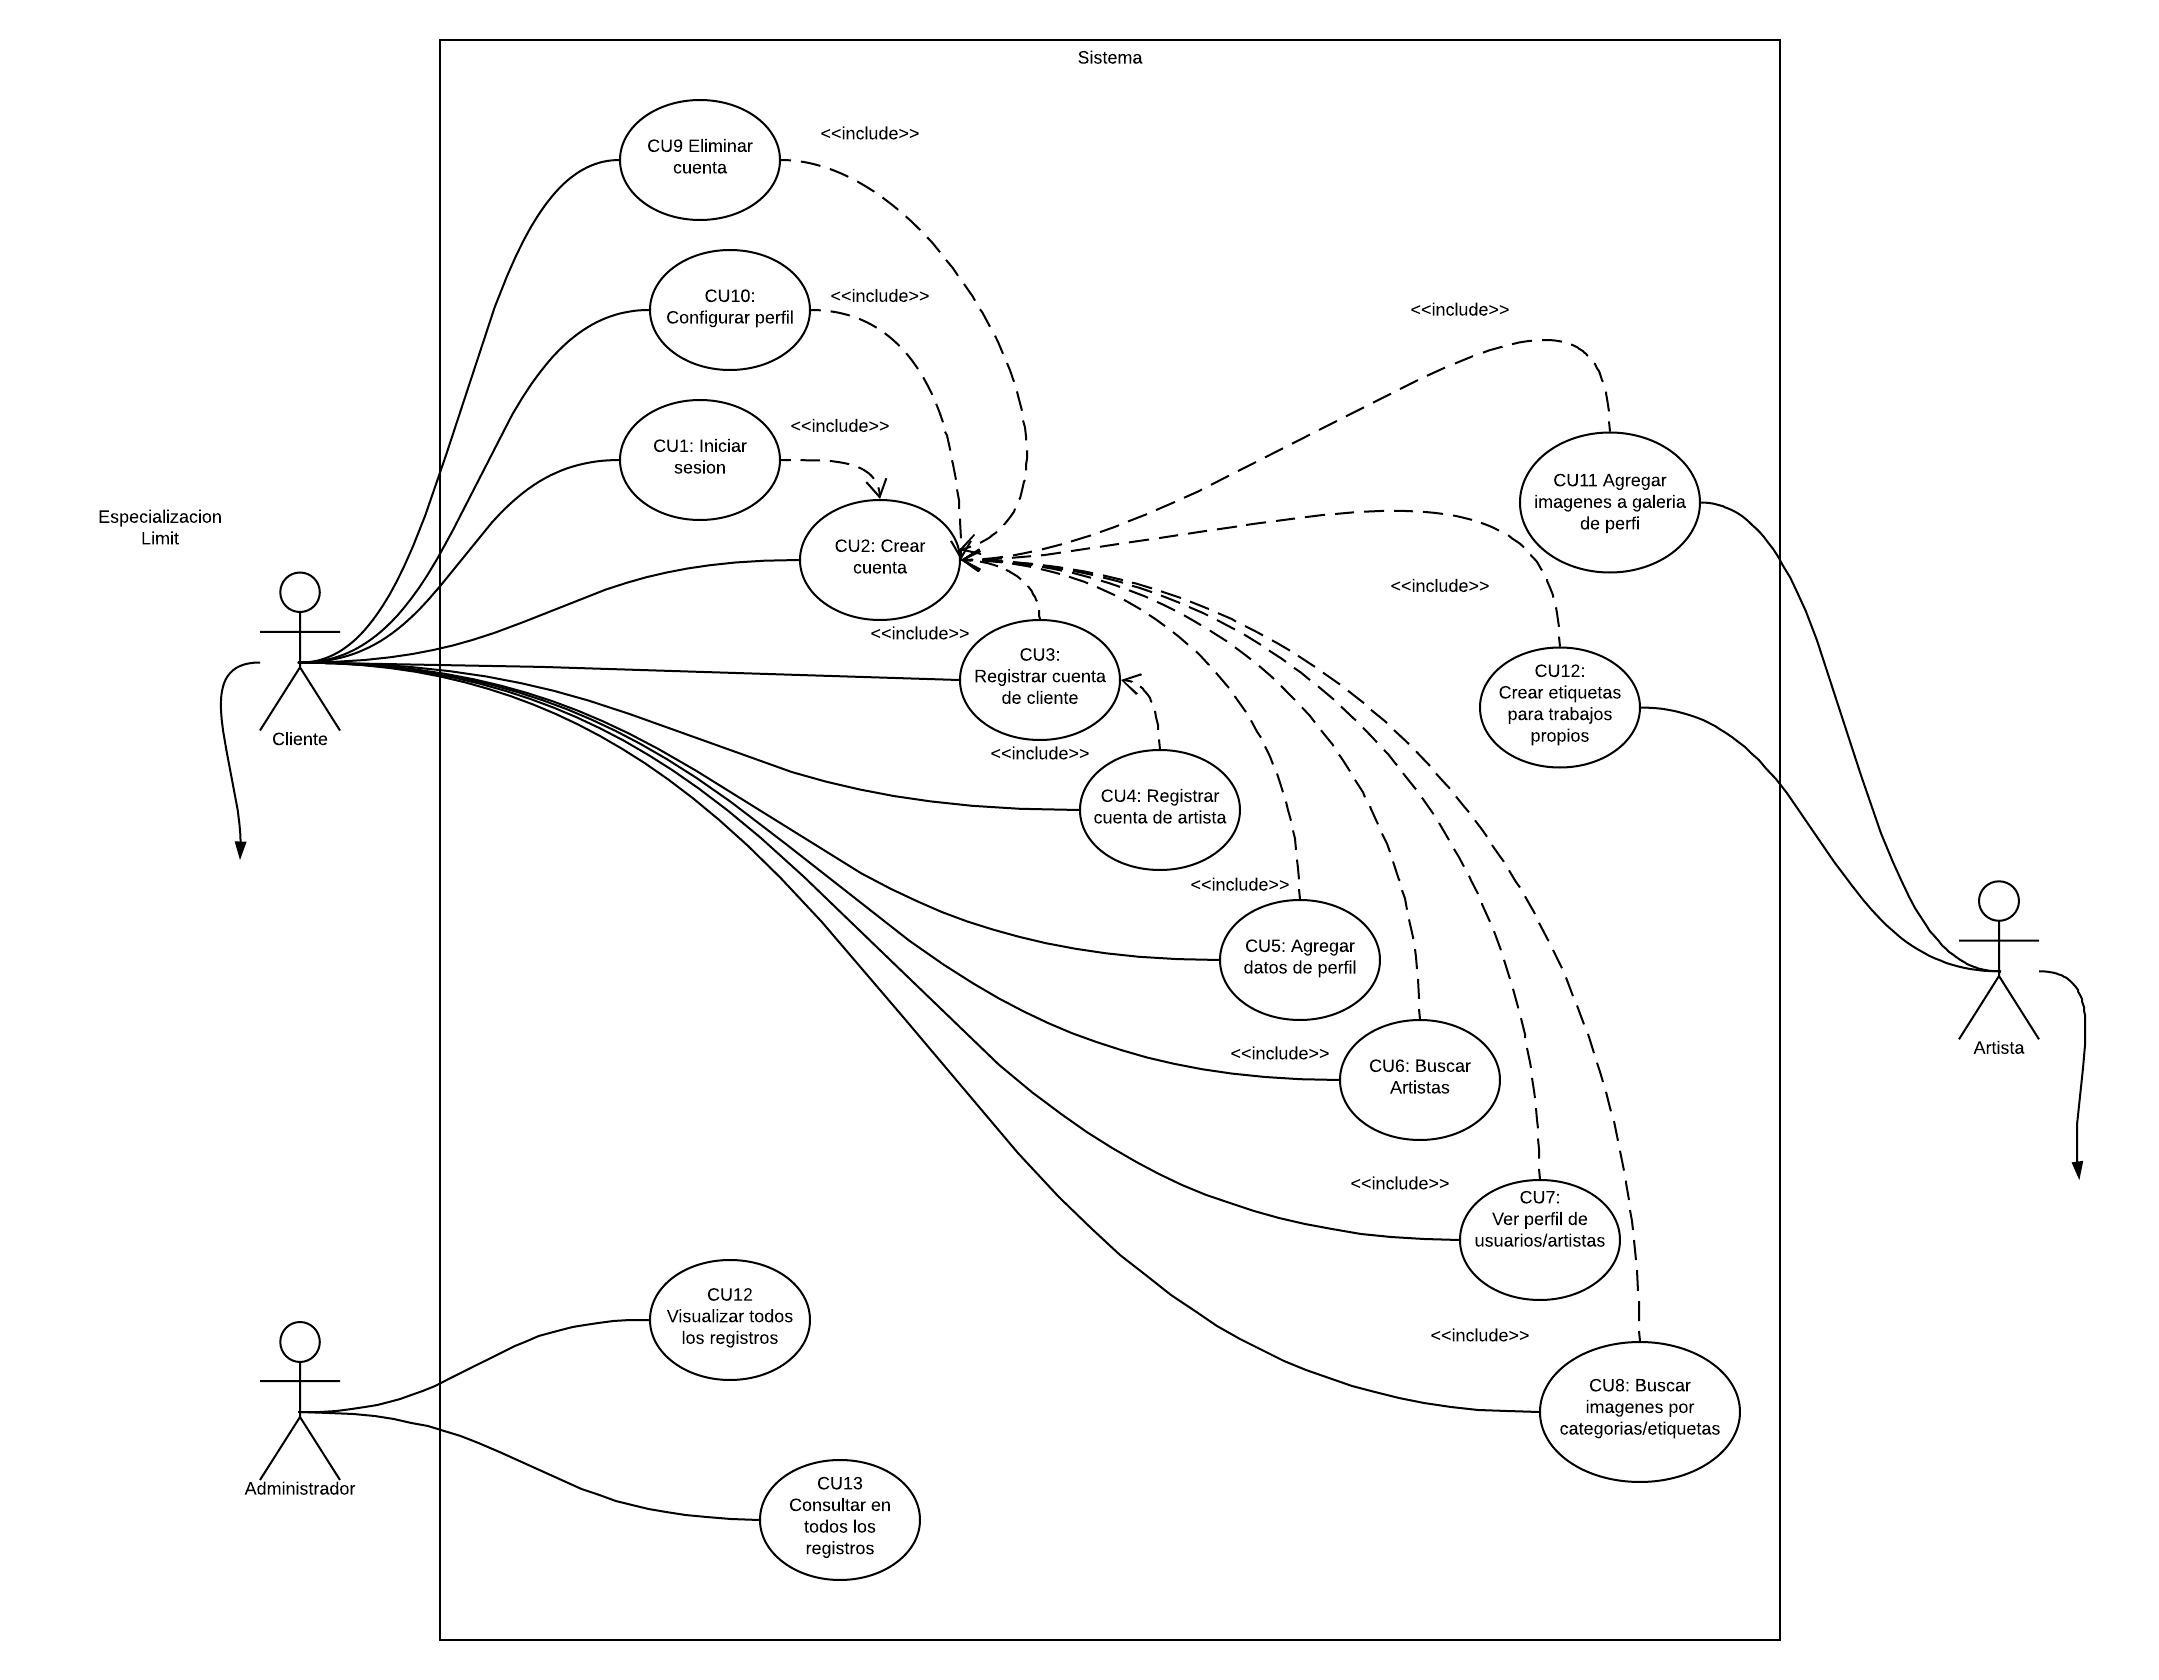 Sistema
<<include>>
CU9 Eliminar
cuenta
CU10:
Configurar perfil
<<include>>
<<include>>
<<include>>
CU1: Iniciar
sesion
CU11 Agregar
imagenes a galeria
de perfi
Especializacion
Limit
CU2: Crear
cuenta
<<include>>
<<include>>
CU3:
Registrar cuenta
de cliente
CU12:
Crear etiquetas
para trabajos
propios
Cliente
<<include>>
CU4: Registrar
cuenta de artista
<<include>>
CU5: Agregar
datos de perfil
Artista
<<include>>
CU6: Buscar
Artistas
<<include>>
CU7:
Ver perfil de
usuarios/artistas
CU12
Visualizar todos
los registros
<<include>>
CU8: Buscar
imagenes por
categorias/etiquetas
Administrador
CU13
Consultar en
todos los
registros